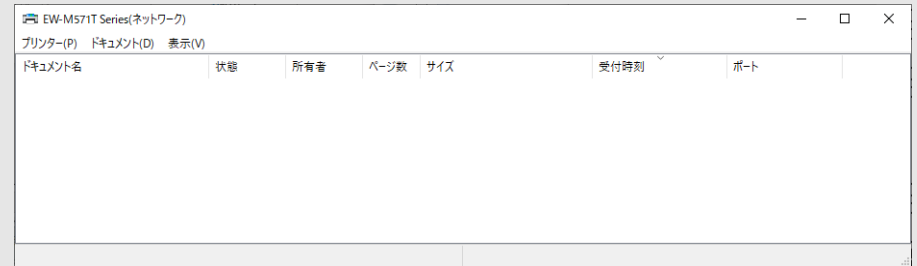 EW-M571T Series(ネットワーク)
プリンター(P) ドキュメント(D) 表示(V)
ドキュメント名 状態 所有者 ページ数 サイズ 受付時刻 ポート